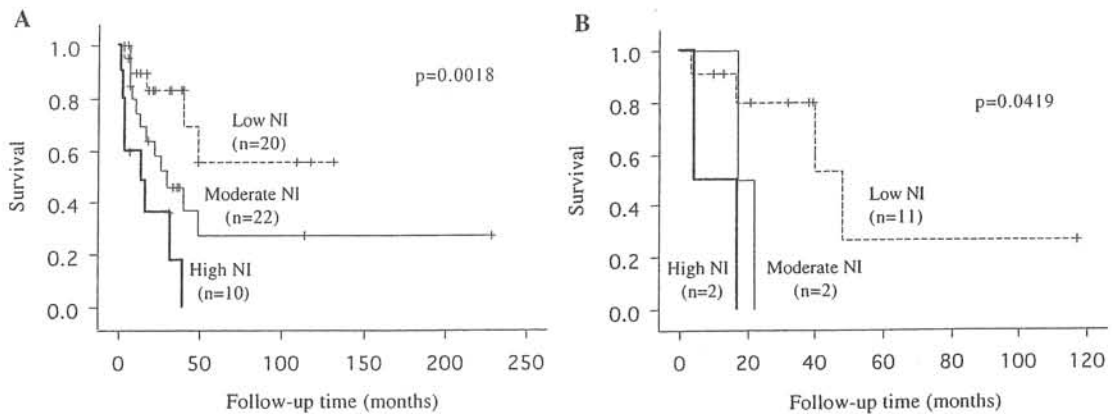 A
1.0
0.8
0.6
0.4
0.2
0.0
Survival
p=0.0018
Low NI
(n=20)
Moderate NI
(n=22)
High NI
(n=10)
0 50 100 150 200 250
Follow-up time (months)
B
1.0
0.8
0.6
0.4
0.2
0.0
Survival
p=0.0419
Low NI
(n=11)
High NI
(n=2)
Moderate NI
(n=2)
0 20 40 60 80 100 120
Follow-up time (months)